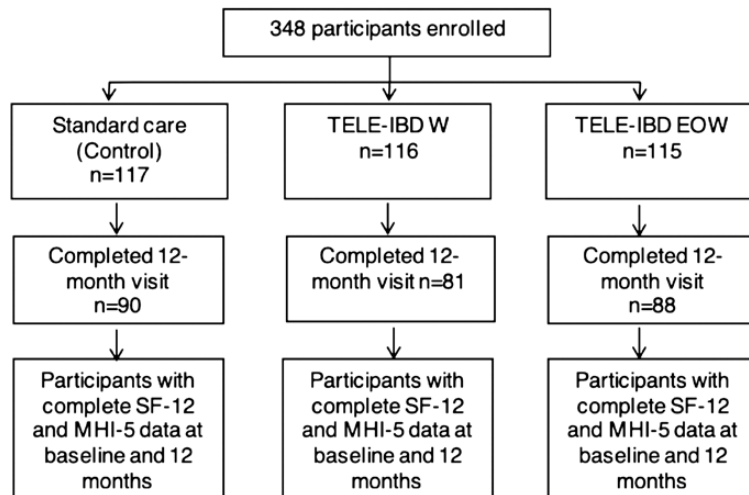 348 participants enrolled
Standard care
(Control)
n=117
TELE-IBD W
n=116
TELE-IBD EOW
n=115
Completed 12-
month visit
n=90
Completed 12-
month visit n=81
Completed 12-
month visit
n=88
Participants with
complete SF-12
and MHI-5 data at
baseline and 12
months
Participants with
complete SF-12
and MHI-5 data at
baseline and 12
months
Participants with
complete SF-12
and MHI-5 data at
baseline and 12
months